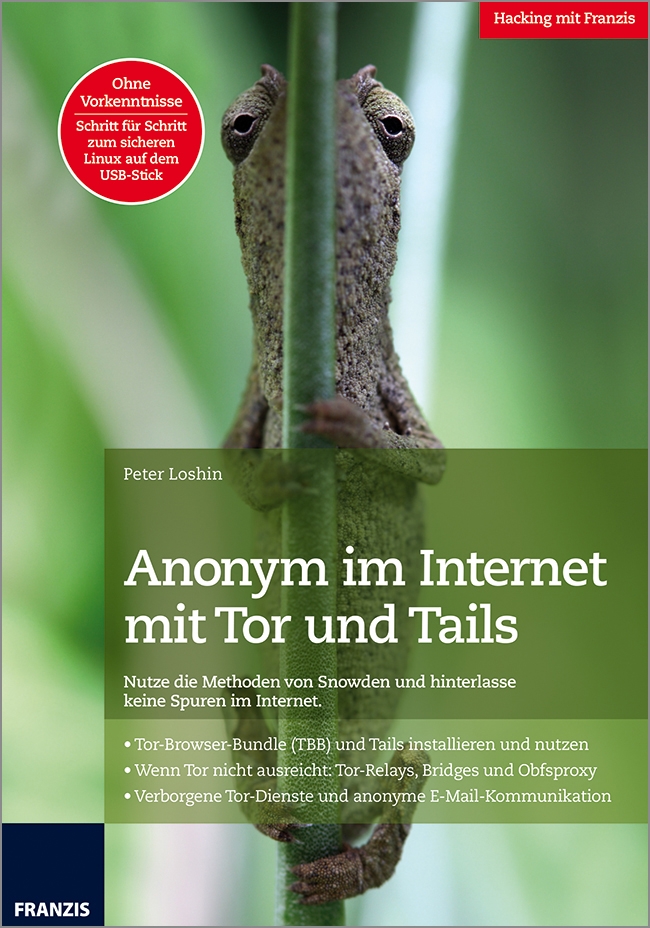 Hacking mit Franzis
Ohne
Vorkenntnisse
Schritt für Schritt
zum sicheren
Linux auf dem
USB-Stick
Peter Loshin
Anonym im Internet
mit Tor und Tails
Nutze die Methoden von Snowden und hinterlasse
keine Spuren im Internet.
• Tor-Browser-Bundle (TBB) und Tails installieren und nutzen
• Wenn Tor nicht ausreicht: Tor-Relays, Bridges und Obfsproxy
• Verborgene Tor-Dienste und anonyme E-Mail-Kommunikation
FRANZIS